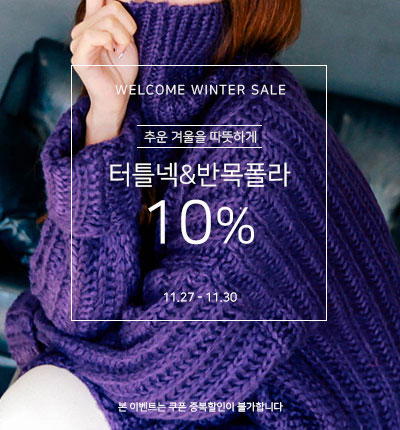 WELCOME WINTER SALE
추운 겨울을 따뜻하게
터틀넥&반목폴라
10%
11.27 - 11.30
본 이벤트는 쿠폰 중복할인이 불가합니다